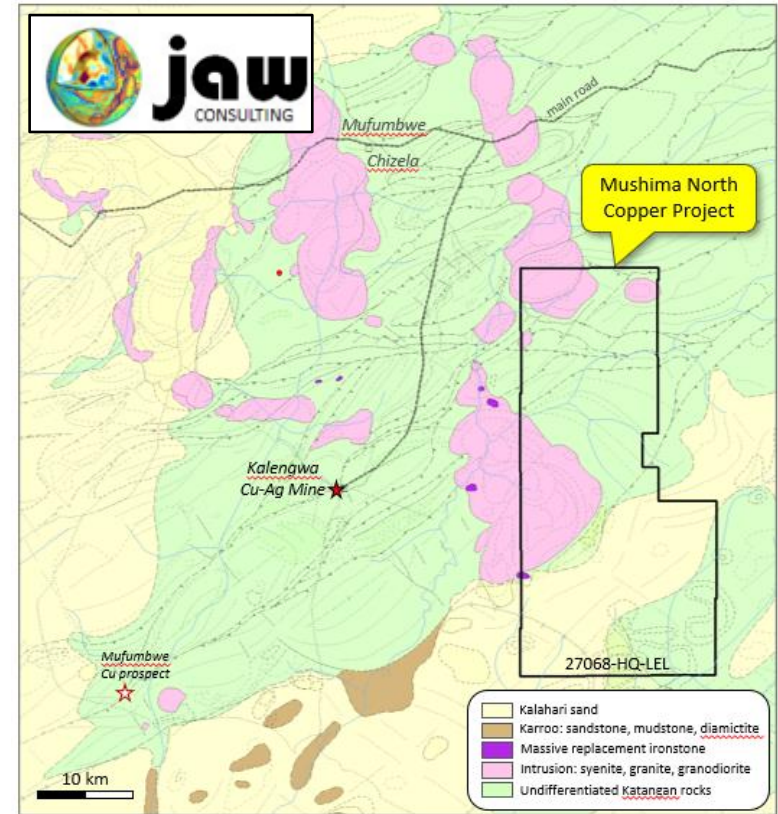 jaw
CONSULTING
main road
Mufumbwe
Chizela
Mushima North
Copper Project
Kalengwa
Cu-Ag Mine
Mufumbwe
Cu prospect
27068-HQ-LEL
Kalahari sand
Karroo: sandstone, mudstone, diamictite
Massive replacement ironstone
Intrusion: syenite, granite, granodiorite
Undifferentiated Katangan rocks
10 km